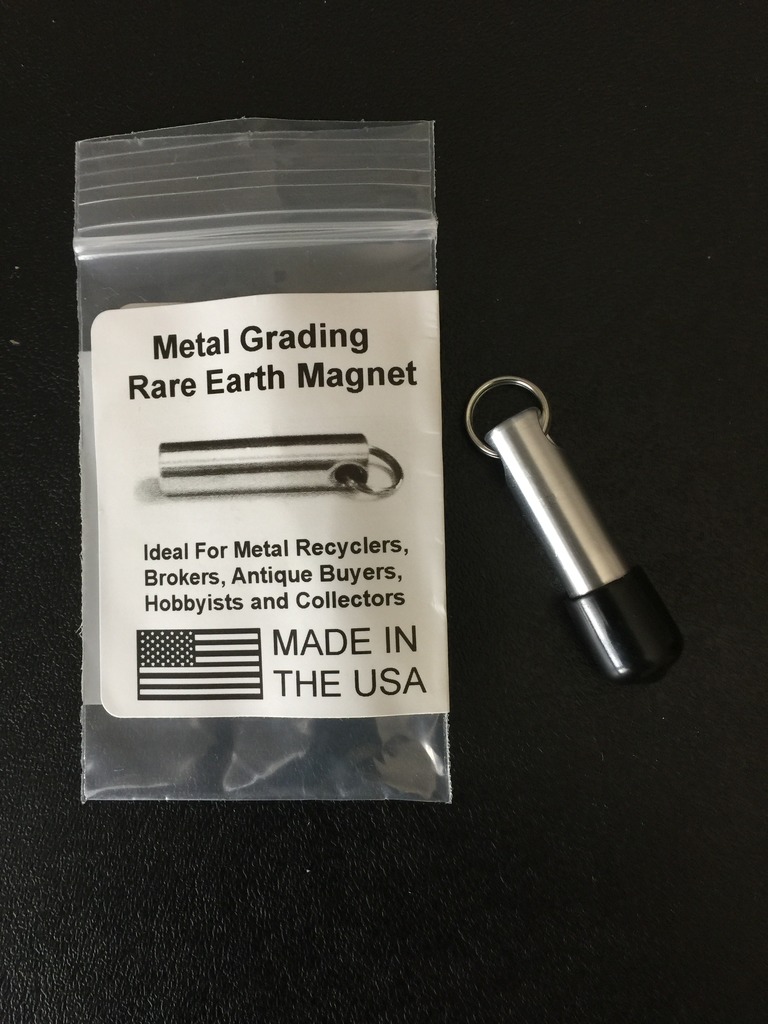 Metal Grading
Rare Earth Magnet
Ideal For Metal Recyclers,
Brokers, Antique Buyers,
Hobbyists and Collectors
MADE IN
THE USA